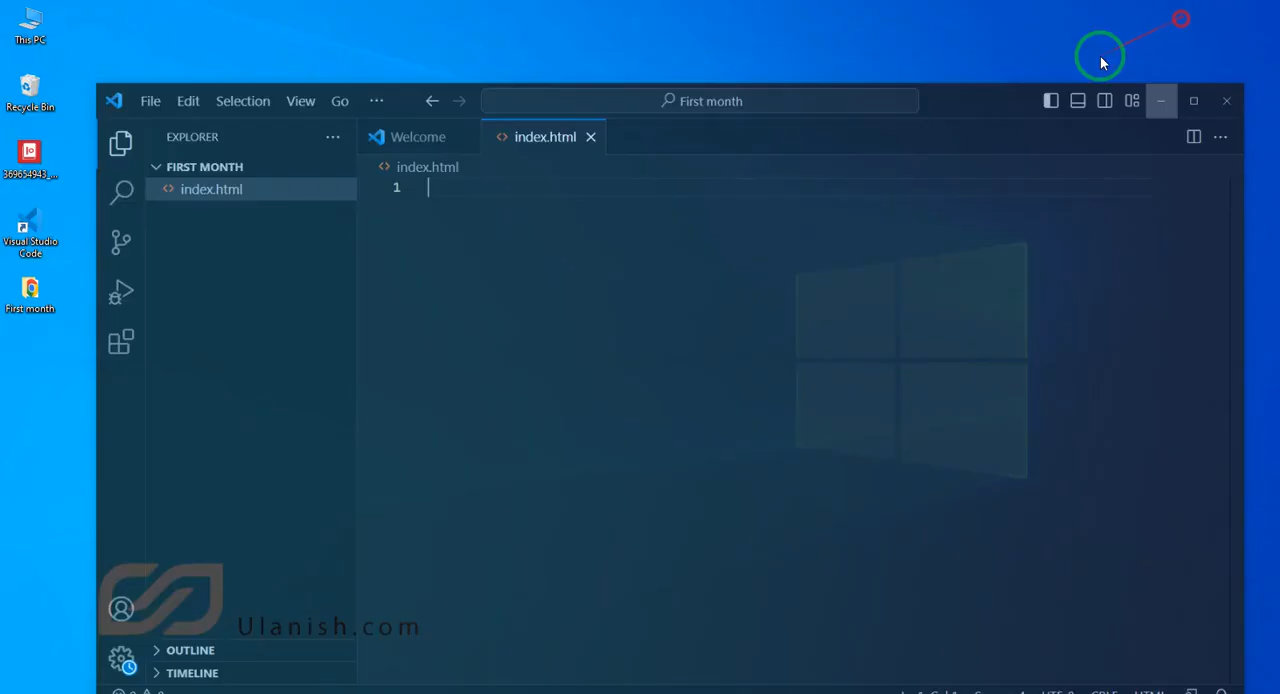 This PC
Recycle Bin
369654943_...
Visual Studio
Code
First month
File Edit Selection View Go ... First month
EXPLORER ...
Welcome index.html
FIRST MONTH
index.html
index.html
1
Ulanish.com
OUTLINE
TIMELINE